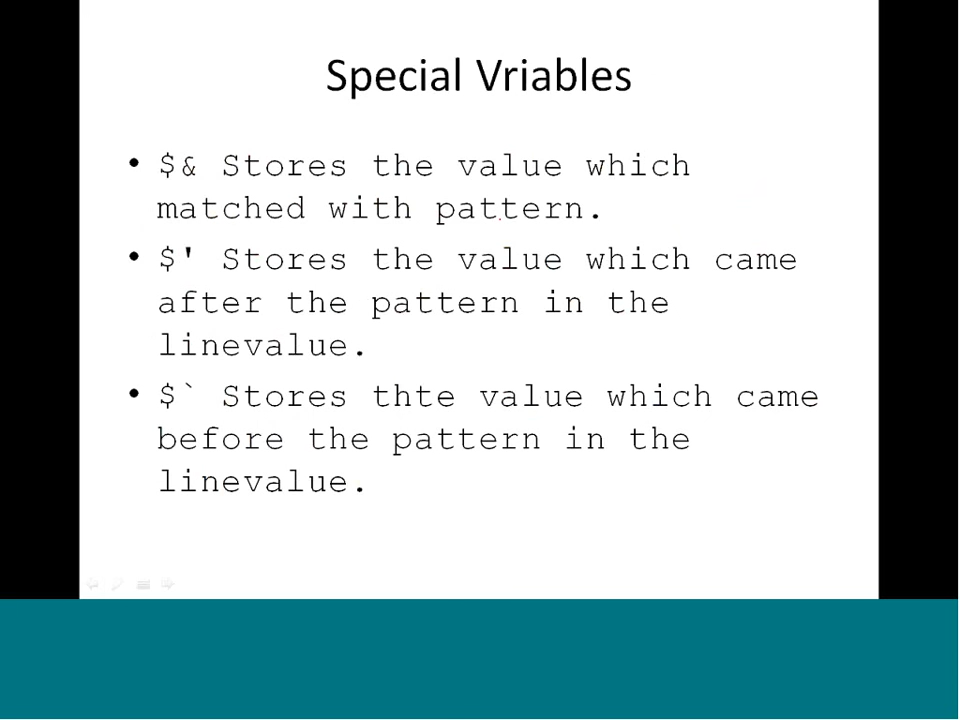 Special Vriables
• $& Stores the value which
matched with pattern.
• $' Stores the value which came
after the pattern in the
linevalue.
• $` Stores thte value which came
before the pattern in the
linevalue.